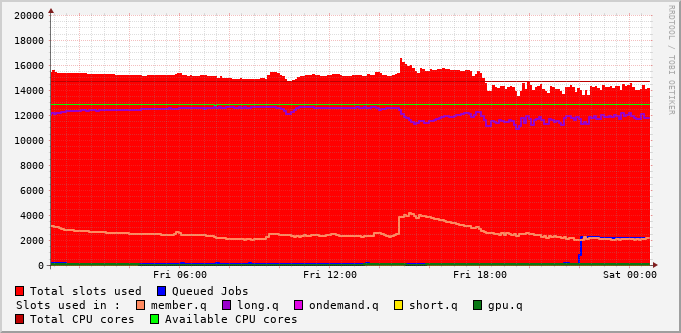 RRDTOOL / TOBI OETIKER
20000
18000
16000
14000
12000
10000
8000
6000
4000
2000
0
Fri 06:00 Fri 12:00 Fri 18:00 Sat 00:00
Total slots used Queued Jobs
Slots used in : member.q long.q ondemand.q short.q gpu.q
Total CPU cores Available CPU cores